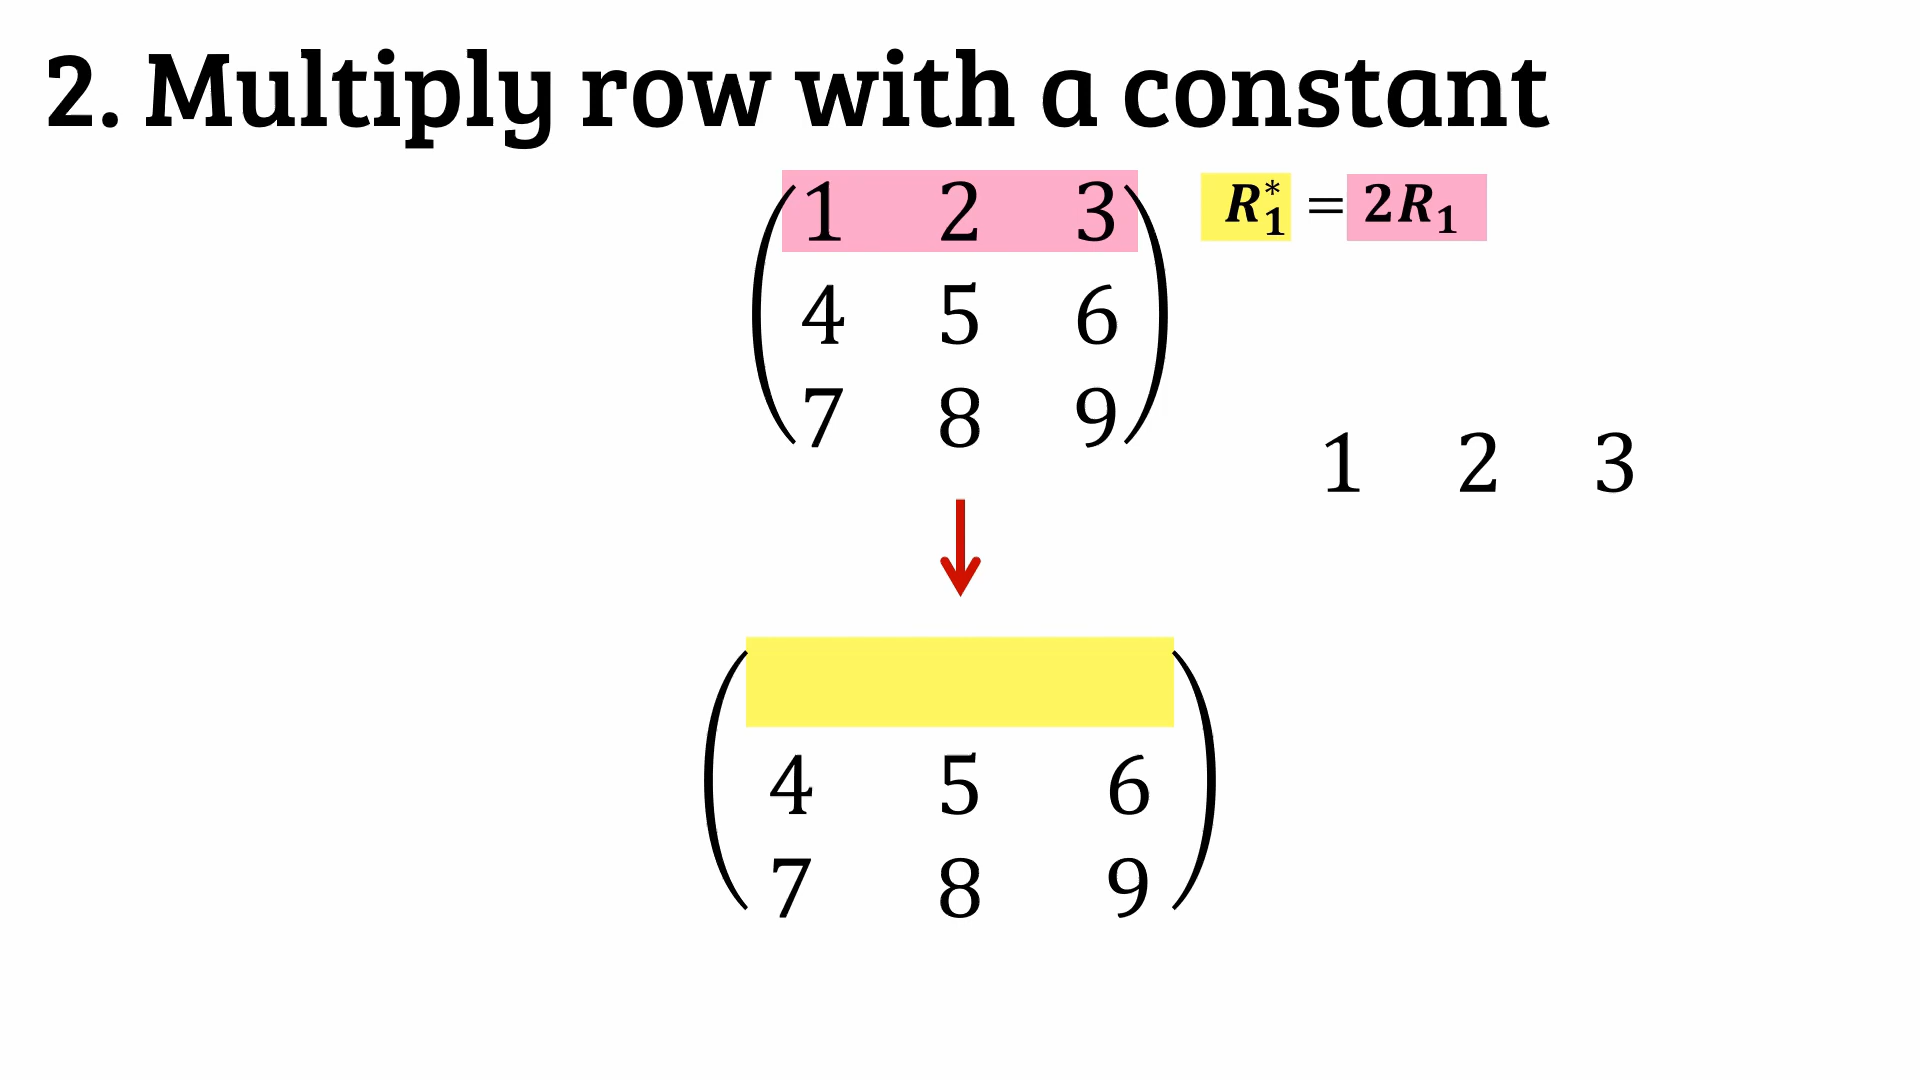 2. Multiply row with a constant
1 2 3 R₁* = 2R₁
4 5 6
7 8 9
1 2 3
4 5 6
7 8 9